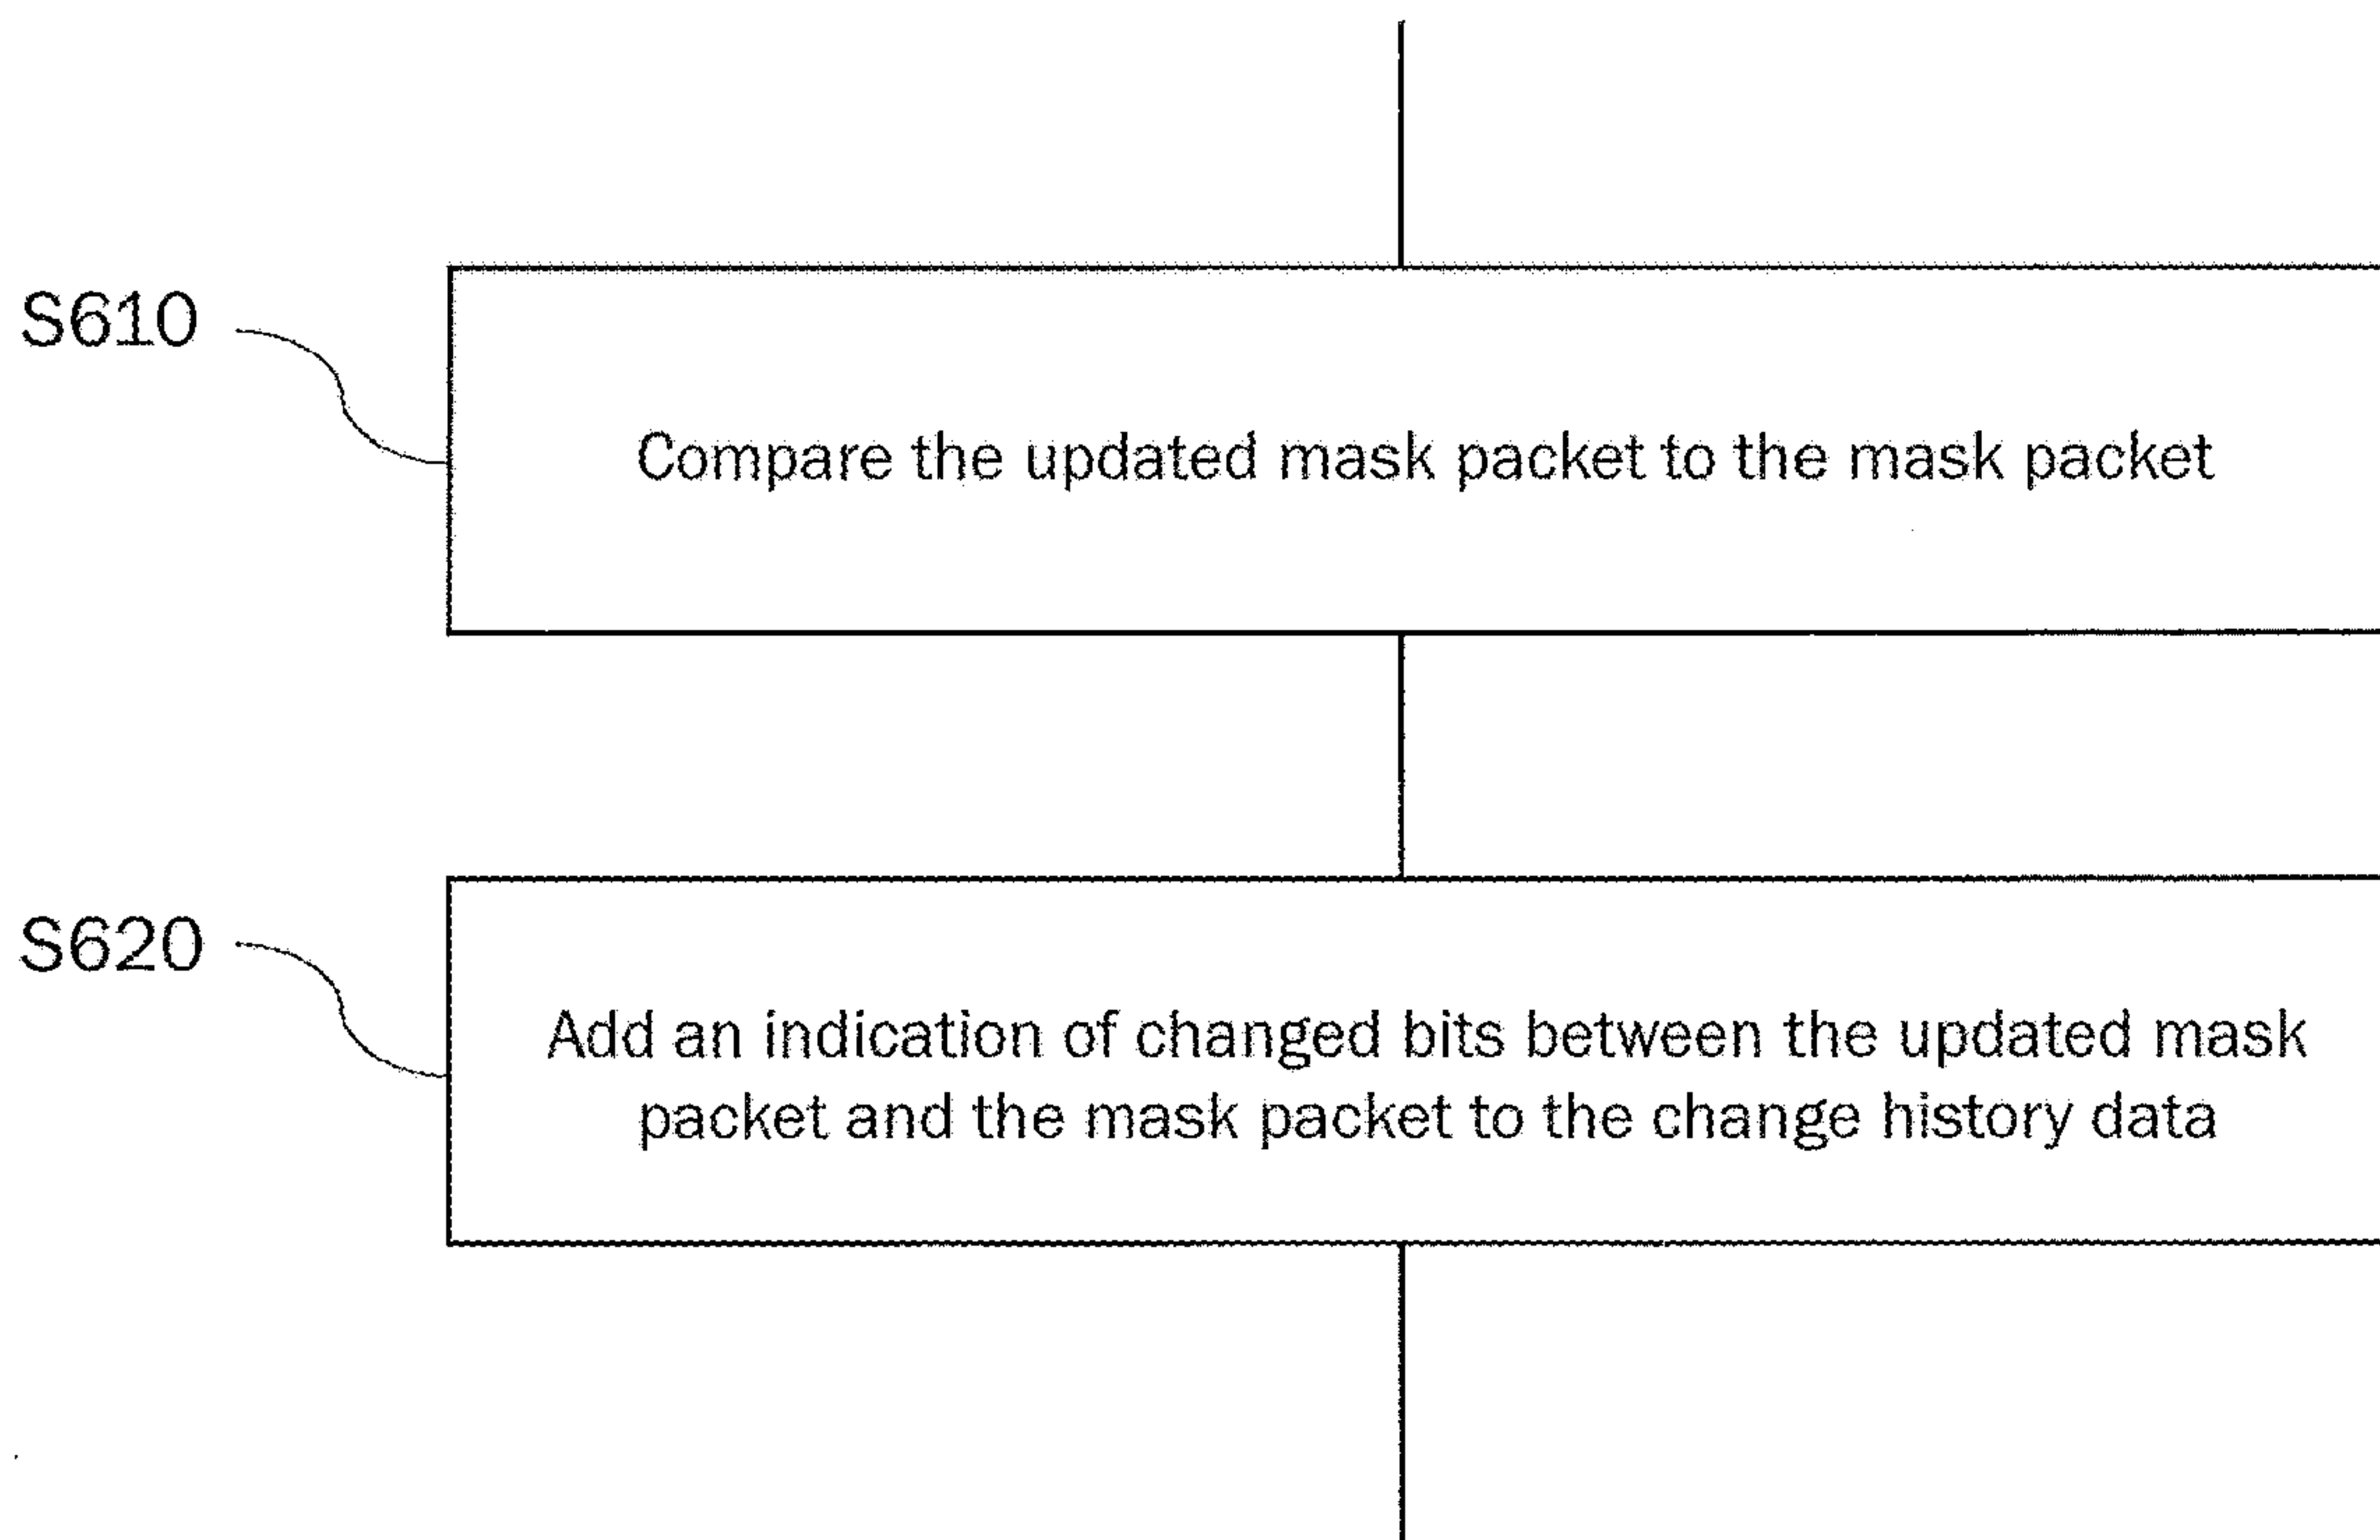 S610
Compare the updated mask packet to the mask packet
S620
Add an indication of changed bits between the updated mask
packet and the mask packet to the change history data